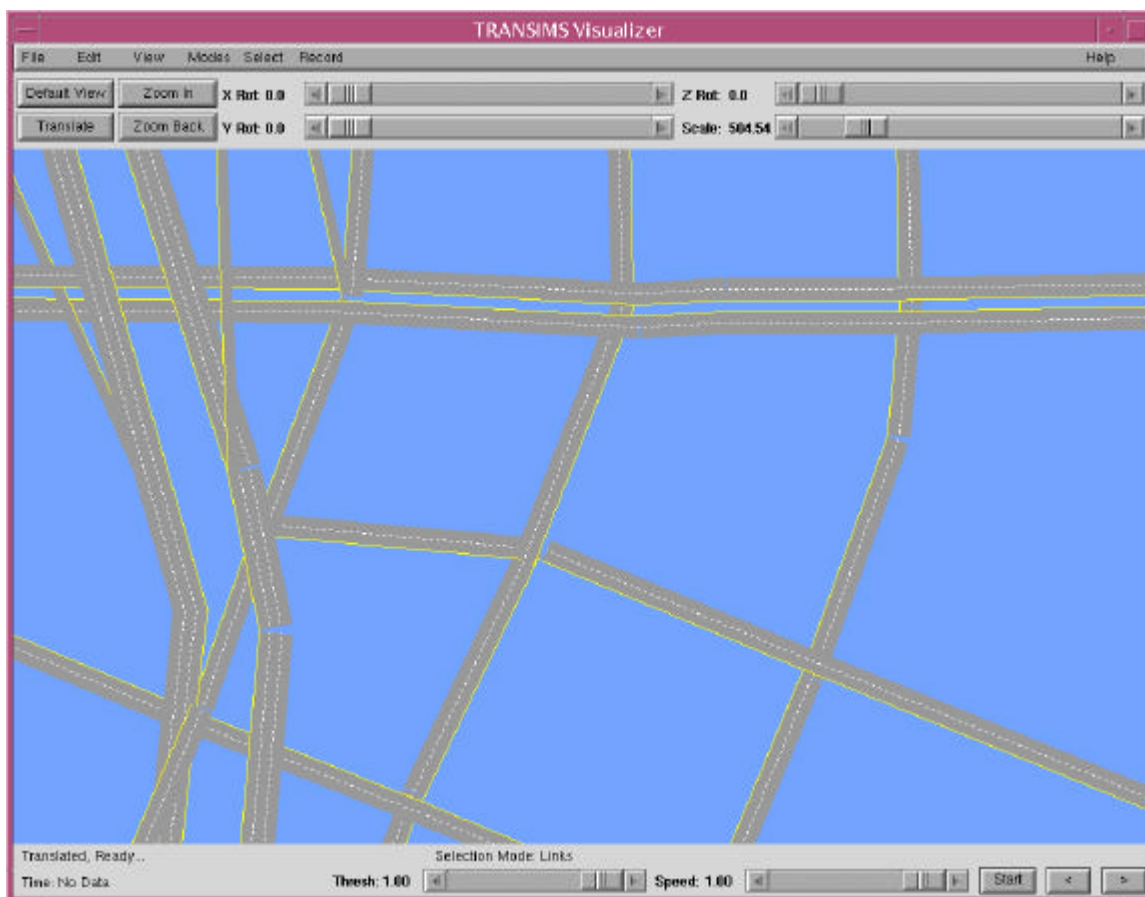 TRANSIMS Visualizer
File Edit View Modes Select Record Help
Default View Zoom In X Rot: 0.0 Z Rot: 0.0
Translate Zoom Back Y Rot: 0.0 Scale: 504.54
Translated, Ready... Selection Mode: Links
Time: No Data Thresh: 1.00 Speed: 1.00 Start < >